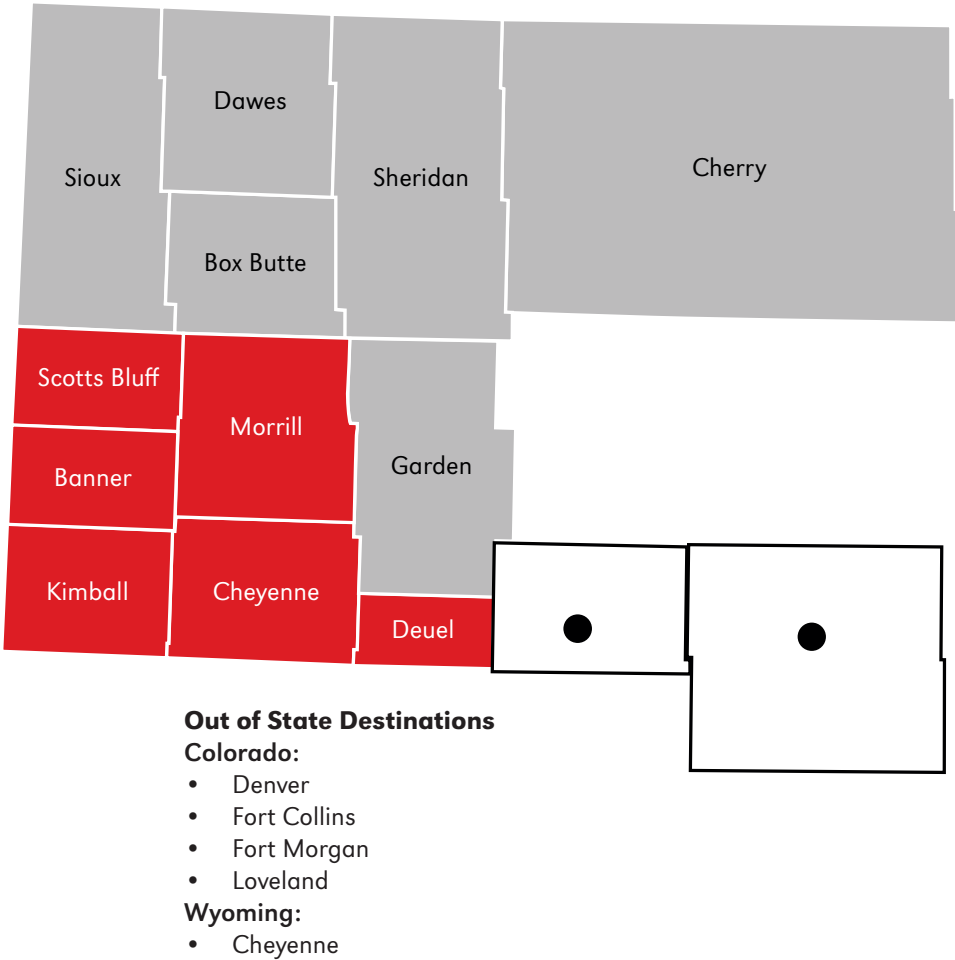 Dawes
Cherry
Sioux
Sheridan
Box Butte
Scotts Bluff
Morrill
Garden
Banner
Kimball
Cheyenne
Deuel
Out of State Destinations
Colorado:
• Denver
• Fort Collins
• Fort Morgan
• Loveland
Wyoming:
• Cheyenne